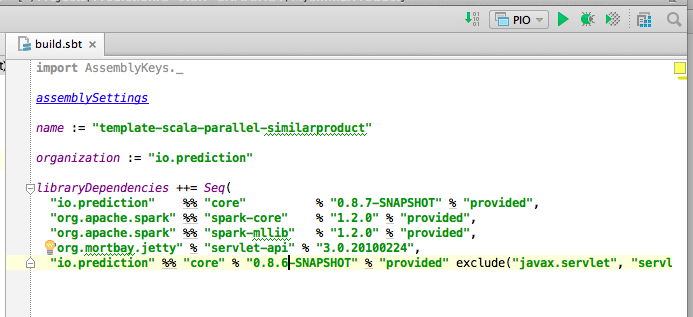 PIO
build.sbt
import AssemblyKeys._
assemblySettings
name := "template-scala-parallel-similarproduct"
organization := "io.prediction"
libraryDependencies ++= Seq(
"io.prediction" %% "core" % "0.8.7-SNAPSHOT" % "provided",
"org.apache.spark" %% "spark-core" % "1.2.0" % "provided",
"org.apache.spark" %% "spark-mllib" % "1.2.0" % "provided",
org.mortbay.jetty" % "servlet-api" % "3.0.20100224",
"io.prediction" %% "core" % "0.8.6-SNAPSHOT" % "provided" exclude("javax.servlet", "servl